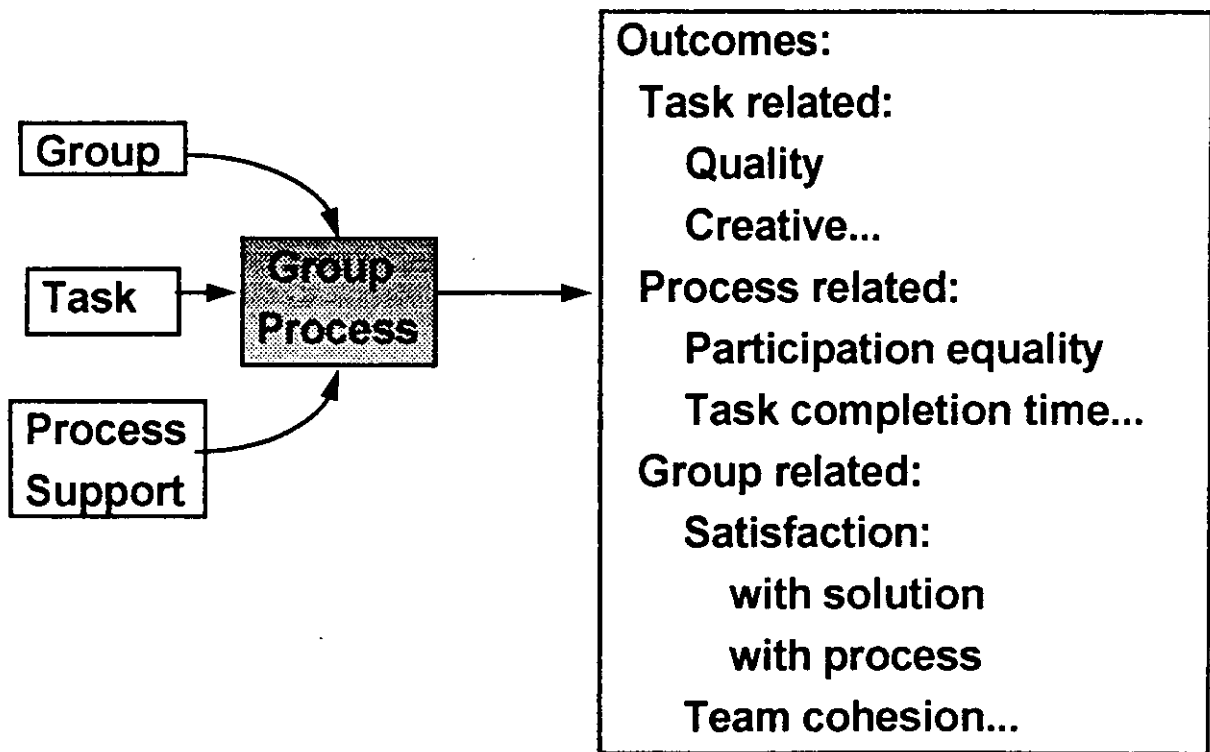 Group
Task
Process
Support
Group
Process
Outcomes:
Task related:
Quality
Creative...
Process related:
Participation equality
Task completion time...
Group related:
Satisfaction:
with solution
with process
Team cohesion...